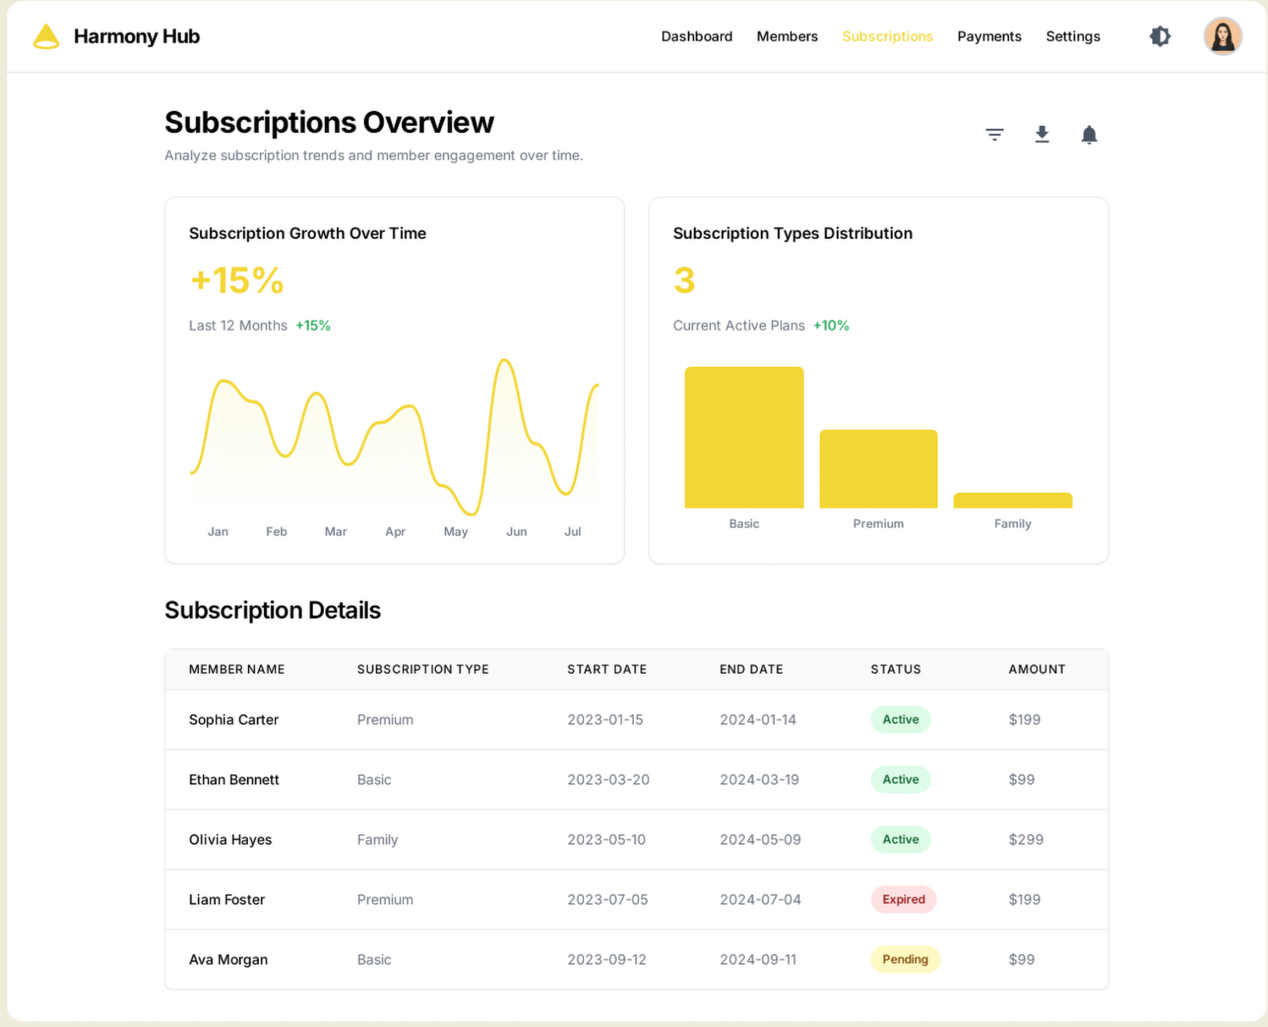 Harmony Hub
Dashboard Members Subscriptions Payments Settings
Subscriptions Overview
Analyze subscription trends and member engagement over time.
Subscription Growth Over Time
+15%
Last 12 Months +15%
Jan Feb Mar Apr May Jun Jul
Subscription Types Distribution
3
Current Active Plans +10%
Basic Premium Family
Subscription Details
MEMBER NAME SUBSCRIPTION TYPE START DATE END DATE STATUS AMOUNT
Sophia Carter Premium 2023-01-15 2024-01-14 Active $199
Ethan Bennett Basic 2023-03-20 2024-03-19 Active $99
Olivia Hayes Family 2023-05-10 2024-05-09 Active $299
Liam Foster Premium 2023-07-05 2024-07-04 Expired $199
Ava Morgan Basic 2023-09-12 2024-09-11 Pending $99